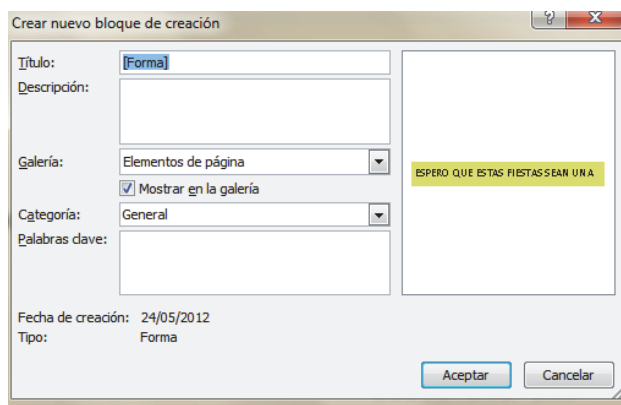 Crear nuevo bloque de creación
Título: [Forma]
Descripción:
Galería: Elementos de página
Mostrar en la galería
Categoría: General
Palabras clave:
ESPERO QUE ESTAS FIESTAS SEAN UNA
Fecha de creación: 24/05/2012
Tipo: Forma
Aceptar Cancelar